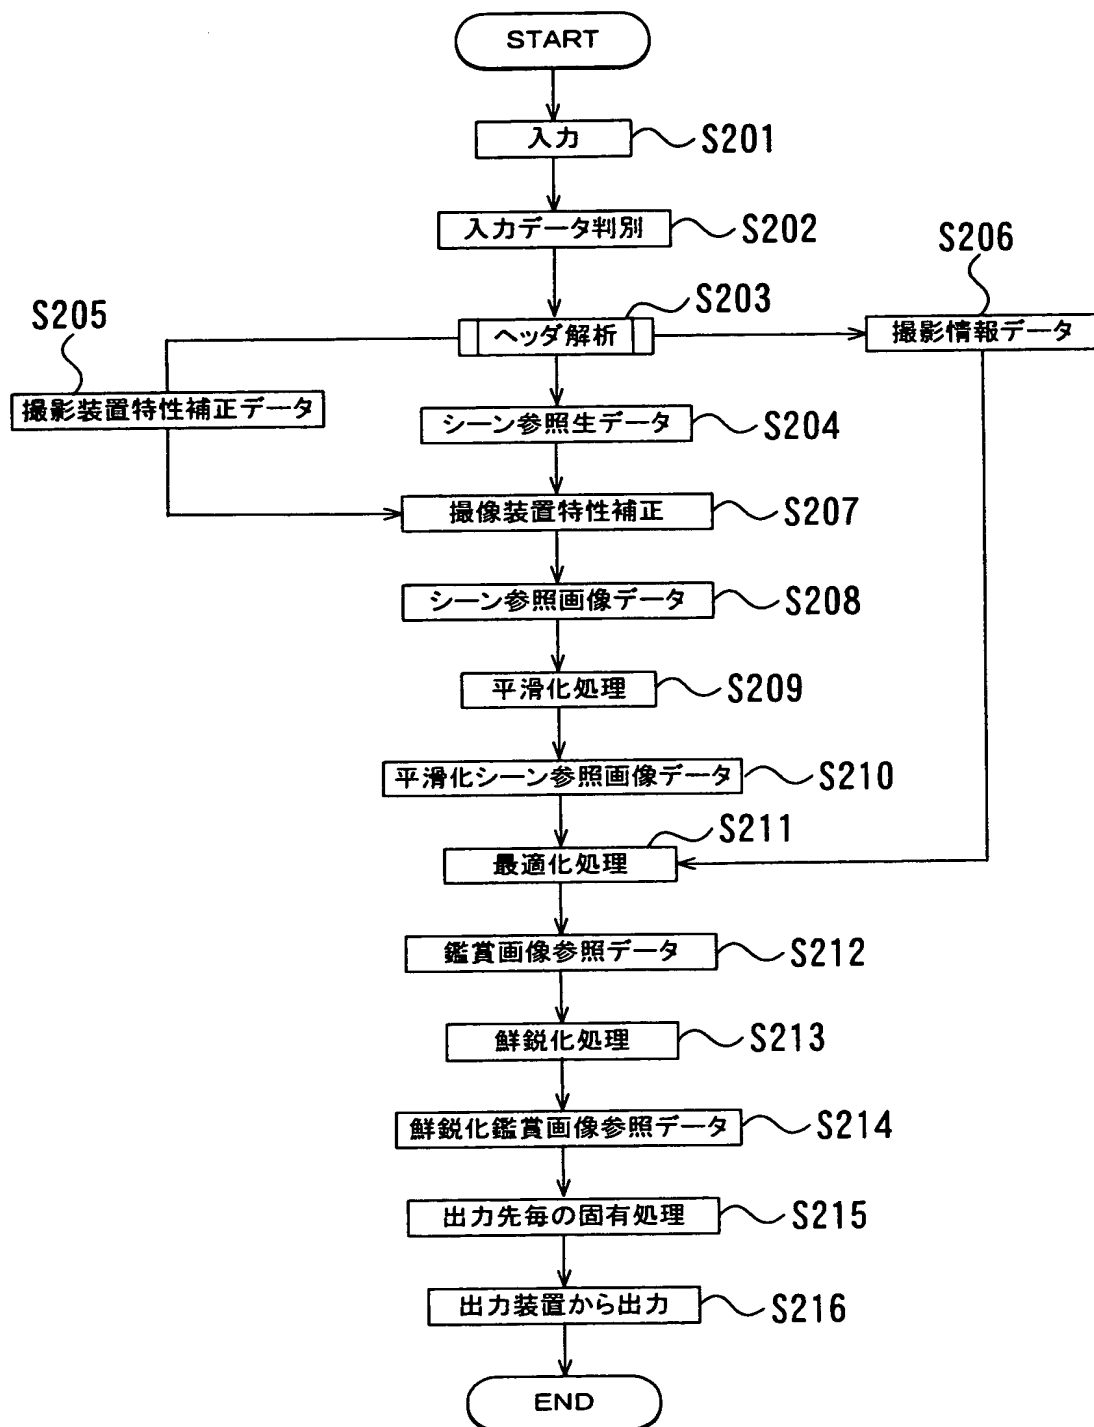 START
入力
S201
入力データ判別
S202
S206
S203
S205
ヘッダ解析
撮影情報データ
撮影装置特性補正データ
シーン参照生データ
S204
撮像装置特性補正
S207
シーン参照画像データ
S208
平滑化処理
S209
平滑化シーン参照画像データ
S210
S211
最適化処理
鑑賞画像参照データ
S212
鮮鋭化処理
S213
鮮鋭化鑑賞画像参照データ
S214
出力先毎の固有処理
S215
出力装置から出力
S216
END